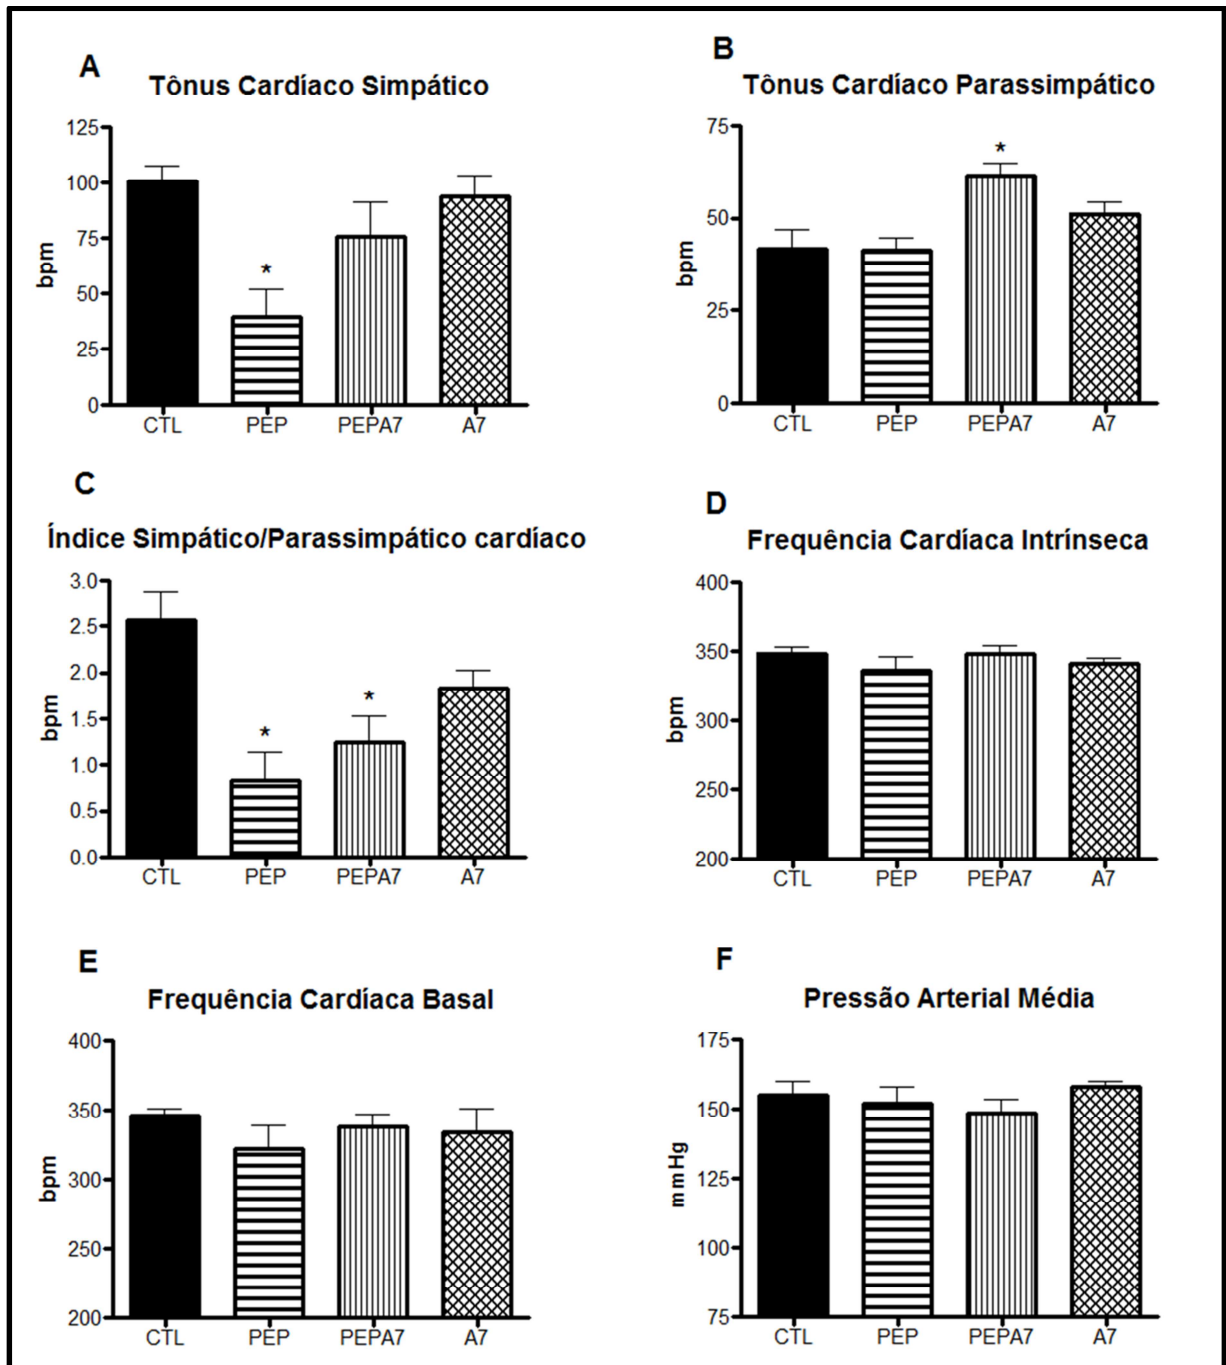 A
Tônus Cardíaco Simpático
125
100
75
50
25
0
bpm
*
CTL PEP PEPA7 A7
B
Tônus Cardíaco Parassimpático
75
50
25
0
bpm
*
CTL PEP PEPA7 A7
C
Índice Simpático/Parassimpático cardíaco
3.0
2.5
2.0
1.5
1.0
0.5
0.0
bpm
* *
CTL PEP PEPA7 A7
D
Frequência Cardíaca Intrínseca
400
350
300
250
200
bpm
CTL PEP PEPA7 A7
E
Frequência Cardíaca Basal
400
350
300
250
200
bpm
CTL PEP PEPA7 A7
F
Pressão Arterial Média
175
150
125
100
75
mmHg
CTL PEP PEPA7 A7